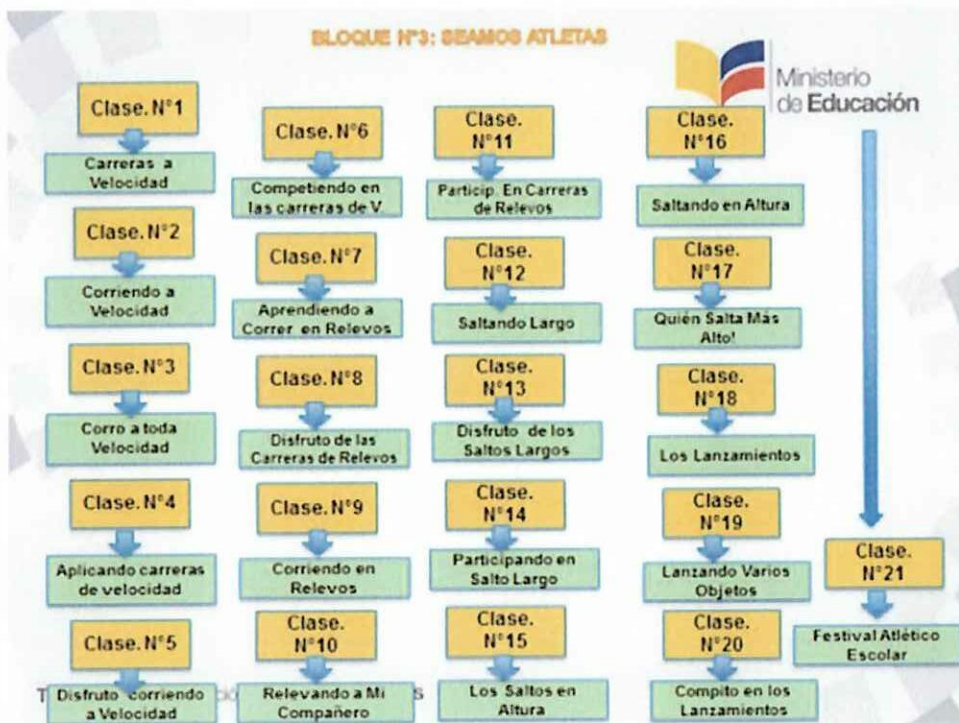 BLOQUE N°3: SEAMOS ATLETAS
Ministerio
de Educación
Clase. N°1
Carreras a
Velocidad
Clase. N°2
Corriendo a
Velocidad
Clase. N°3
Corro a toda
Velocidad
Clase. N°4
Aplicando carreras
de velocidad
Clase. N°5
Disfruto corriendo
a Velocidad
Clase. N°6
Competiendo en
las carreras de V.
Clase. N°7
Aprendiendo a
Correr en Relevos
Clase. N°8
Disfruto de las
Carreras de Relevos
Clase. N°9
Corriendo en
Relevos
Clase.
N°10
Relevando a Mi
Compañero
Clase.
N°11
Particip. En Carreras
de Relevos
Clase.
N°12
Saltando Largo
Clase.
N°13
Disfruto de los
Saltos Largos
Clase.
N°14
Participando en
Salto Largo
Clase.
N°15
Los Saltos en
Altura
Clase.
N°16
Saltando en Altura
Clase.
N°17
Quién Salta Más
Alto!
Clase.
N°18
Los Lanzamientos
Clase.
N°19
Lanzando Varios
Objetos
Clase.
N°20
Compito en los
Lanzamientos
Clase.
N°21
Festival Atlético
Escolar